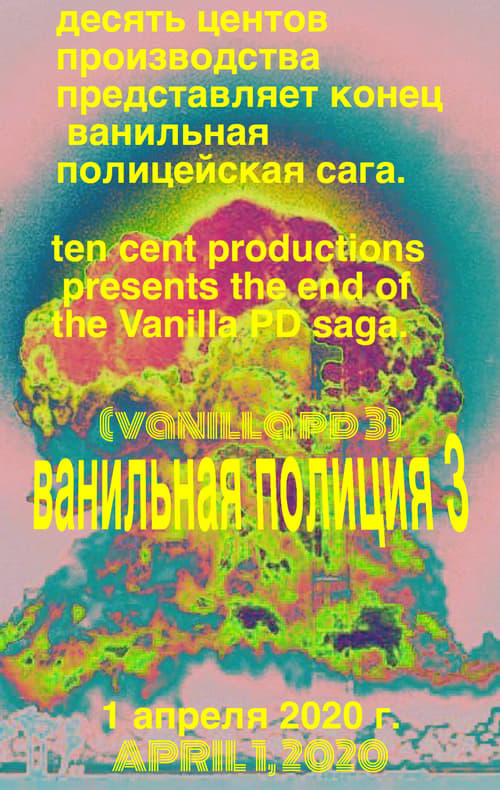 десять центов
производства
представляет конец
ванильная
полицейская сага.
ten cent productions
presents the end of
the Vanilla PD saga.
(VANILLA PD 3)
ванильная полиция 3
1 апреля 2020 г.
APRIL 1, 2020